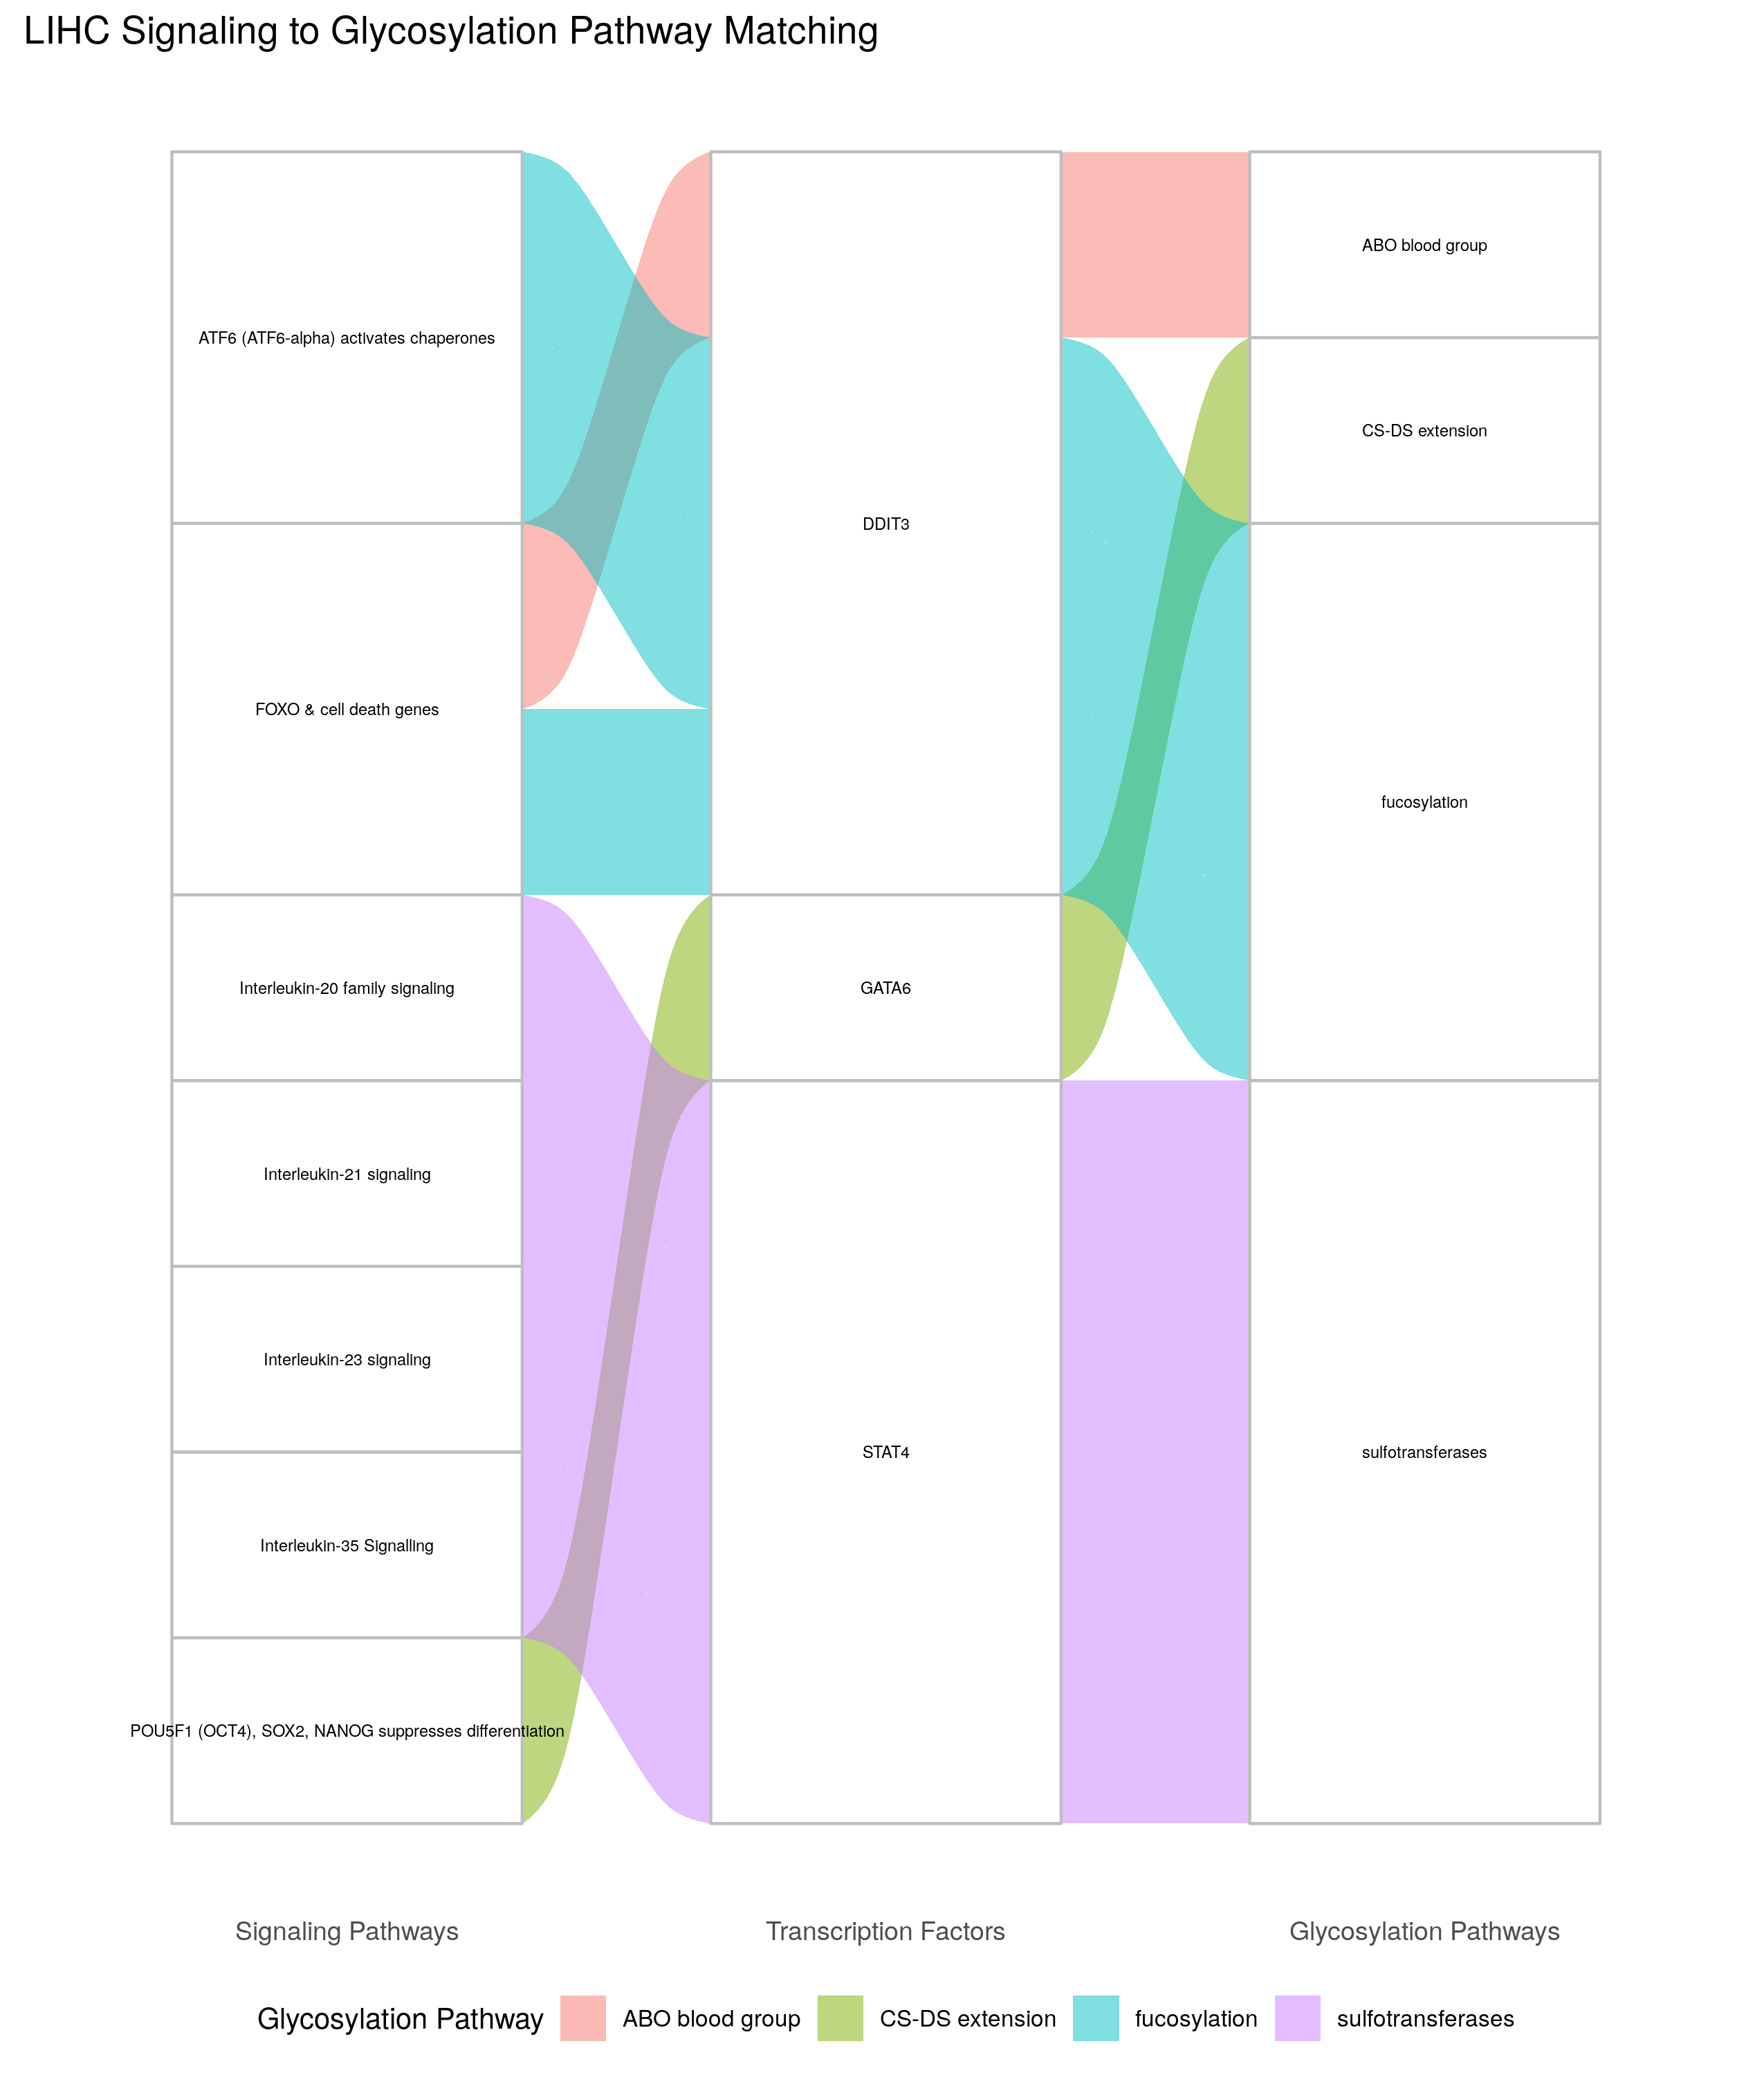 LIHC Signaling to Glycosylation Pathway Matching
ATF6 (ATF6-alpha) activates chaperones
FOXO & cell death genes
Interleukin-20 family signaling
Interleukin-21 signaling
Interleukin-23 signaling
Interleukin-35 Signalling
POU5F1 (OCT4), SOX2, NANOG suppresses differentiation
DDIT3
GATA6
STAT4
ABO blood group
CS-DS extension
fucosylation
sulfotransferases
Signaling Pathways
Transcription Factors
Glycosylation Pathways
Glycosylation Pathway ABO blood group CS-DS extension fucosylation sulfotransferases